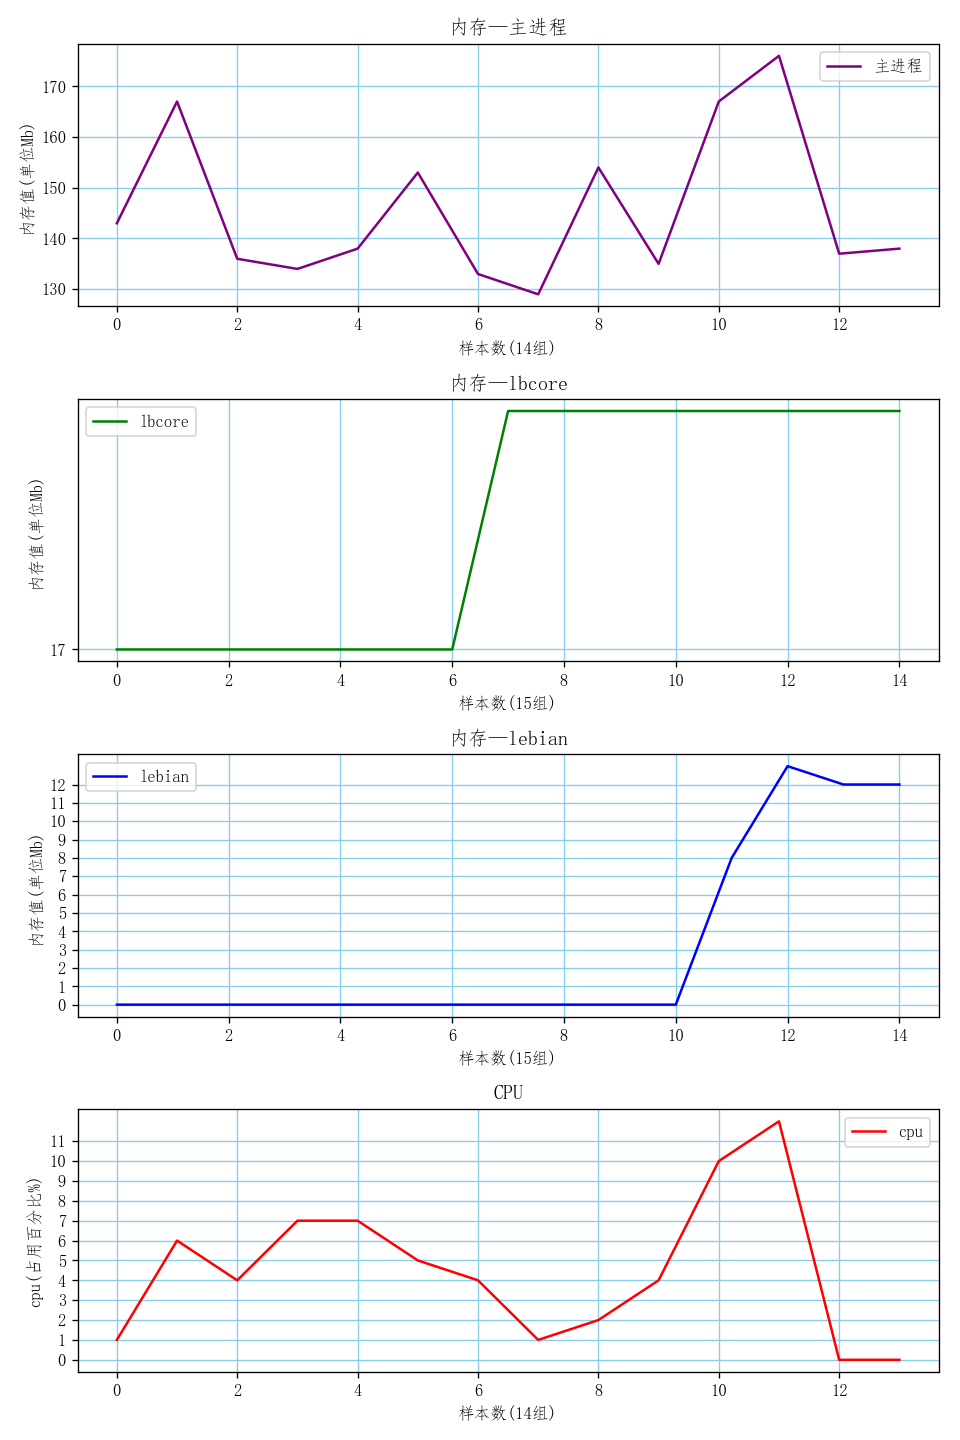 内存—主进程
主进程
内存值(单位Mb)
170
160
150
140
130
0 2 4 6 8 10 12
样本数(14组)
内存—lbcore
lbcore
内存值(单位Mb)
17
0 2 4 6 8 10 12 14
样本数(15组)
内存—lebian
lebian
内存值(单位Mb)
12
11
10
9
8
7
6
5
4
3
2
1
0
0 2 4 6 8 10 12 14
样本数(15组)
CPU
cpu
cpu(占用百分比%)
11
10
9
8
7
6
5
4
3
2
1
0
0 2 4 6 8 10 12
样本数(14组)